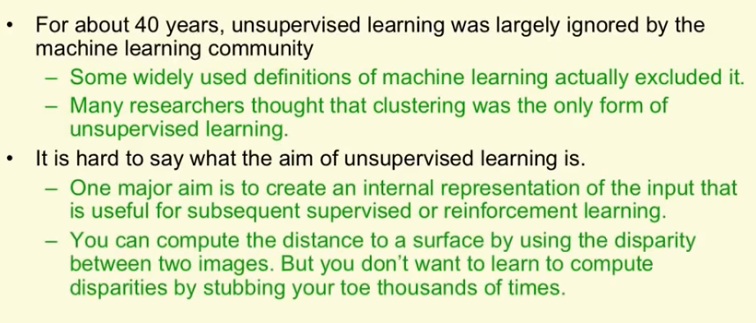 • For about 40 years, unsupervised learning was largely ignored by the
machine learning community
– Some widely used definitions of machine learning actually excluded it.
– Many researchers thought that clustering was the only form of
unsupervised learning.
• It is hard to say what the aim of unsupervised learning is.
– One major aim is to create an internal representation of the input that
is useful for subsequent supervised or reinforcement learning.
– You can compute the distance to a surface by using the disparity
between two images. But you don't want to learn to compute
disparities by stubbing your toe thousands of times.